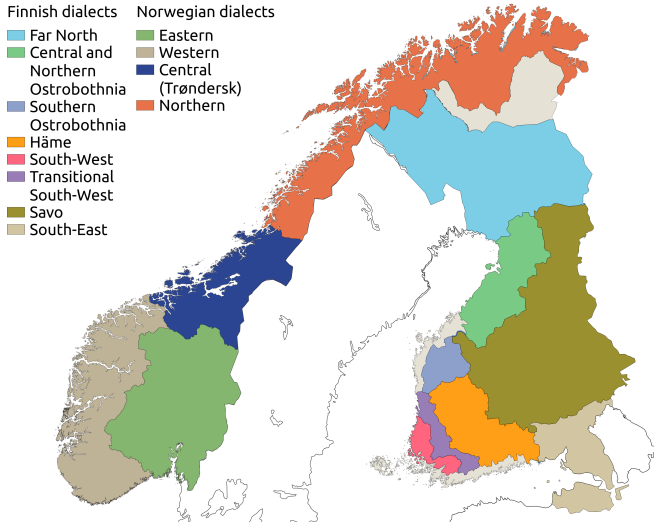 Finnish dialects
Far North
Central and
Northern
Ostrobothnia
Southern
Ostrobothnia
Häme
South-West
Transitional
South-West
Savo
South-East
Norwegian dialects
Eastern
Western
Central
(Trøndersk)
Northern